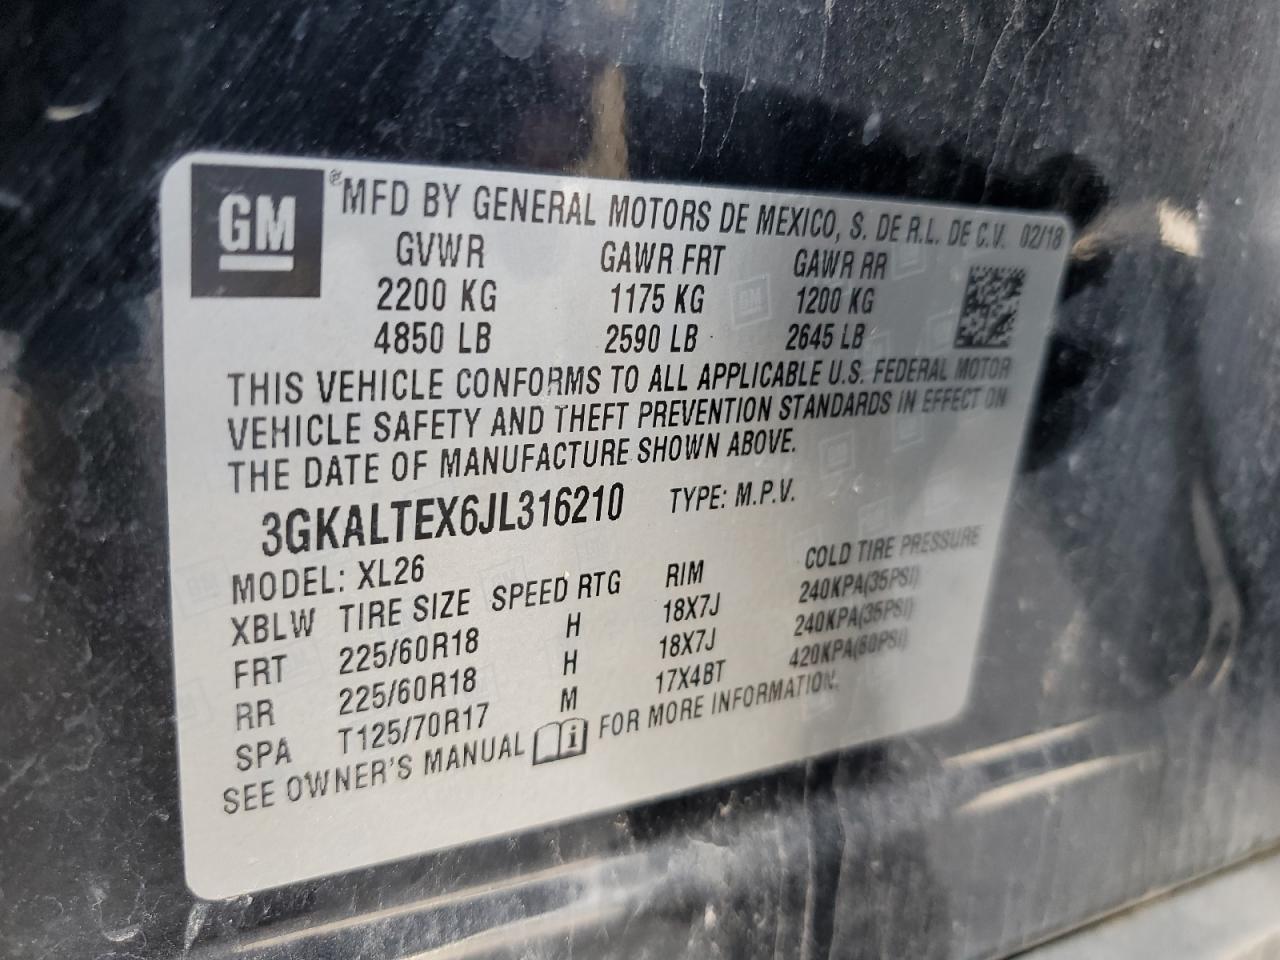 GM
® MFD BY GENERAL MOTORS DE MEXICO, S. DE R.L. DE C.V. 02/18
GVWR GAWR FRT GAWR RR
2200 KG 1175 KG 1200 KG
4850 LB 2590 LB 2645 LB
THIS VEHICLE CONFORMS TO ALL APPLICABLE U.S. FEDERAL MOTOR
VEHICLE SAFETY AND THEFT PREVENTION STANDARDS IN EFFECT ON
THE DATE OF MANUFACTURE SHOWN ABOVE.
3GKALTEX6JL316210 TYPE: M.P.V.
MODEL: XL26
XBLW TIRE SIZE SPEED RTG RIM COLD TIRE PRESSURE
FRT 225/60R18 H 18X7J 240KPA(35PSI)
RR 225/60R18 H 18X7J 240KPA(35PSI)
SPA T125/70R17 M 17X4BT 420KPA(60PSI)
SEE OWNER'S MANUAL i FOR MORE INFORMATION.